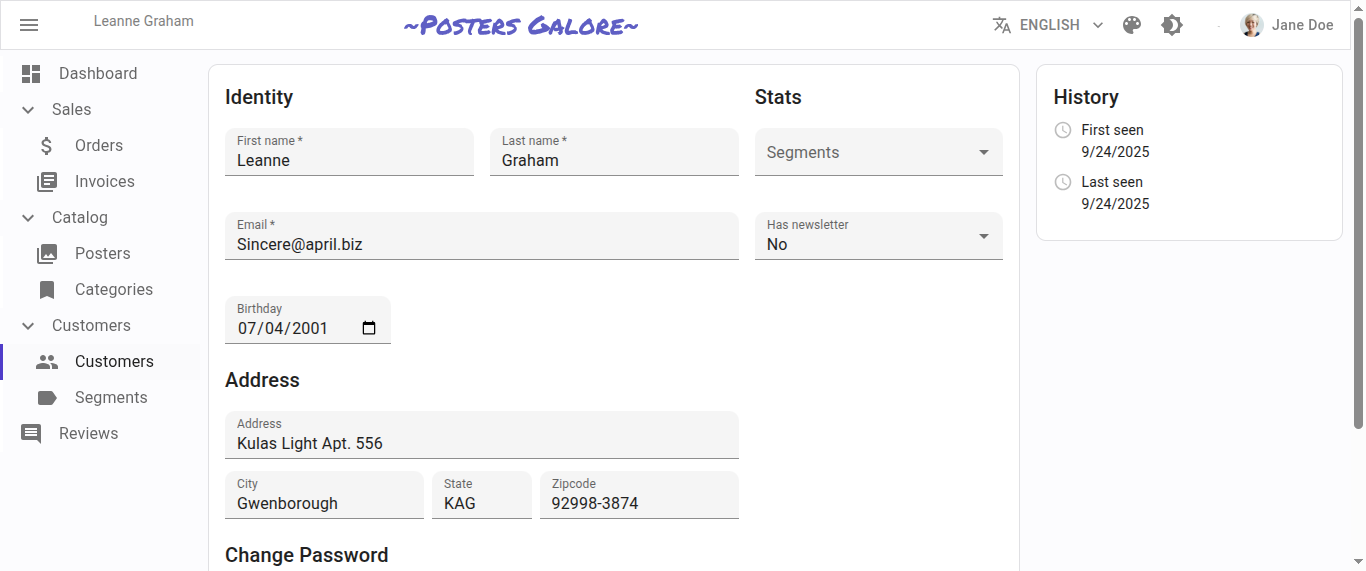 Leanne Graham
~Posters Galore~
ENGLISH
Jane Doe
Dashboard
Sales
Orders
Invoices
Catalog
Posters
Categories
Customers
Customers
Segments
Reviews
Identity
First name *
Leanne
Last name *
Graham
Email *
Sincere@april.biz
Birthday
07/04/2001
Stats
Segments
Has newsletter
No
Address
Address
Kulas Light Apt. 556
City
Gwenborough
State
KAG
Zipcode
92998-3874
Change Password
History
First seen
9/24/2025
Last seen
9/24/2025